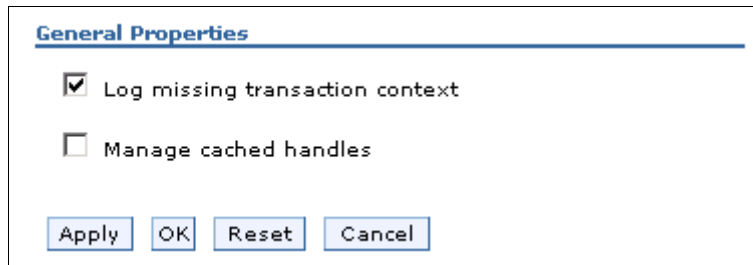 General Properties
Log missing transaction context
Manage cached handles
Apply OK Reset Cancel